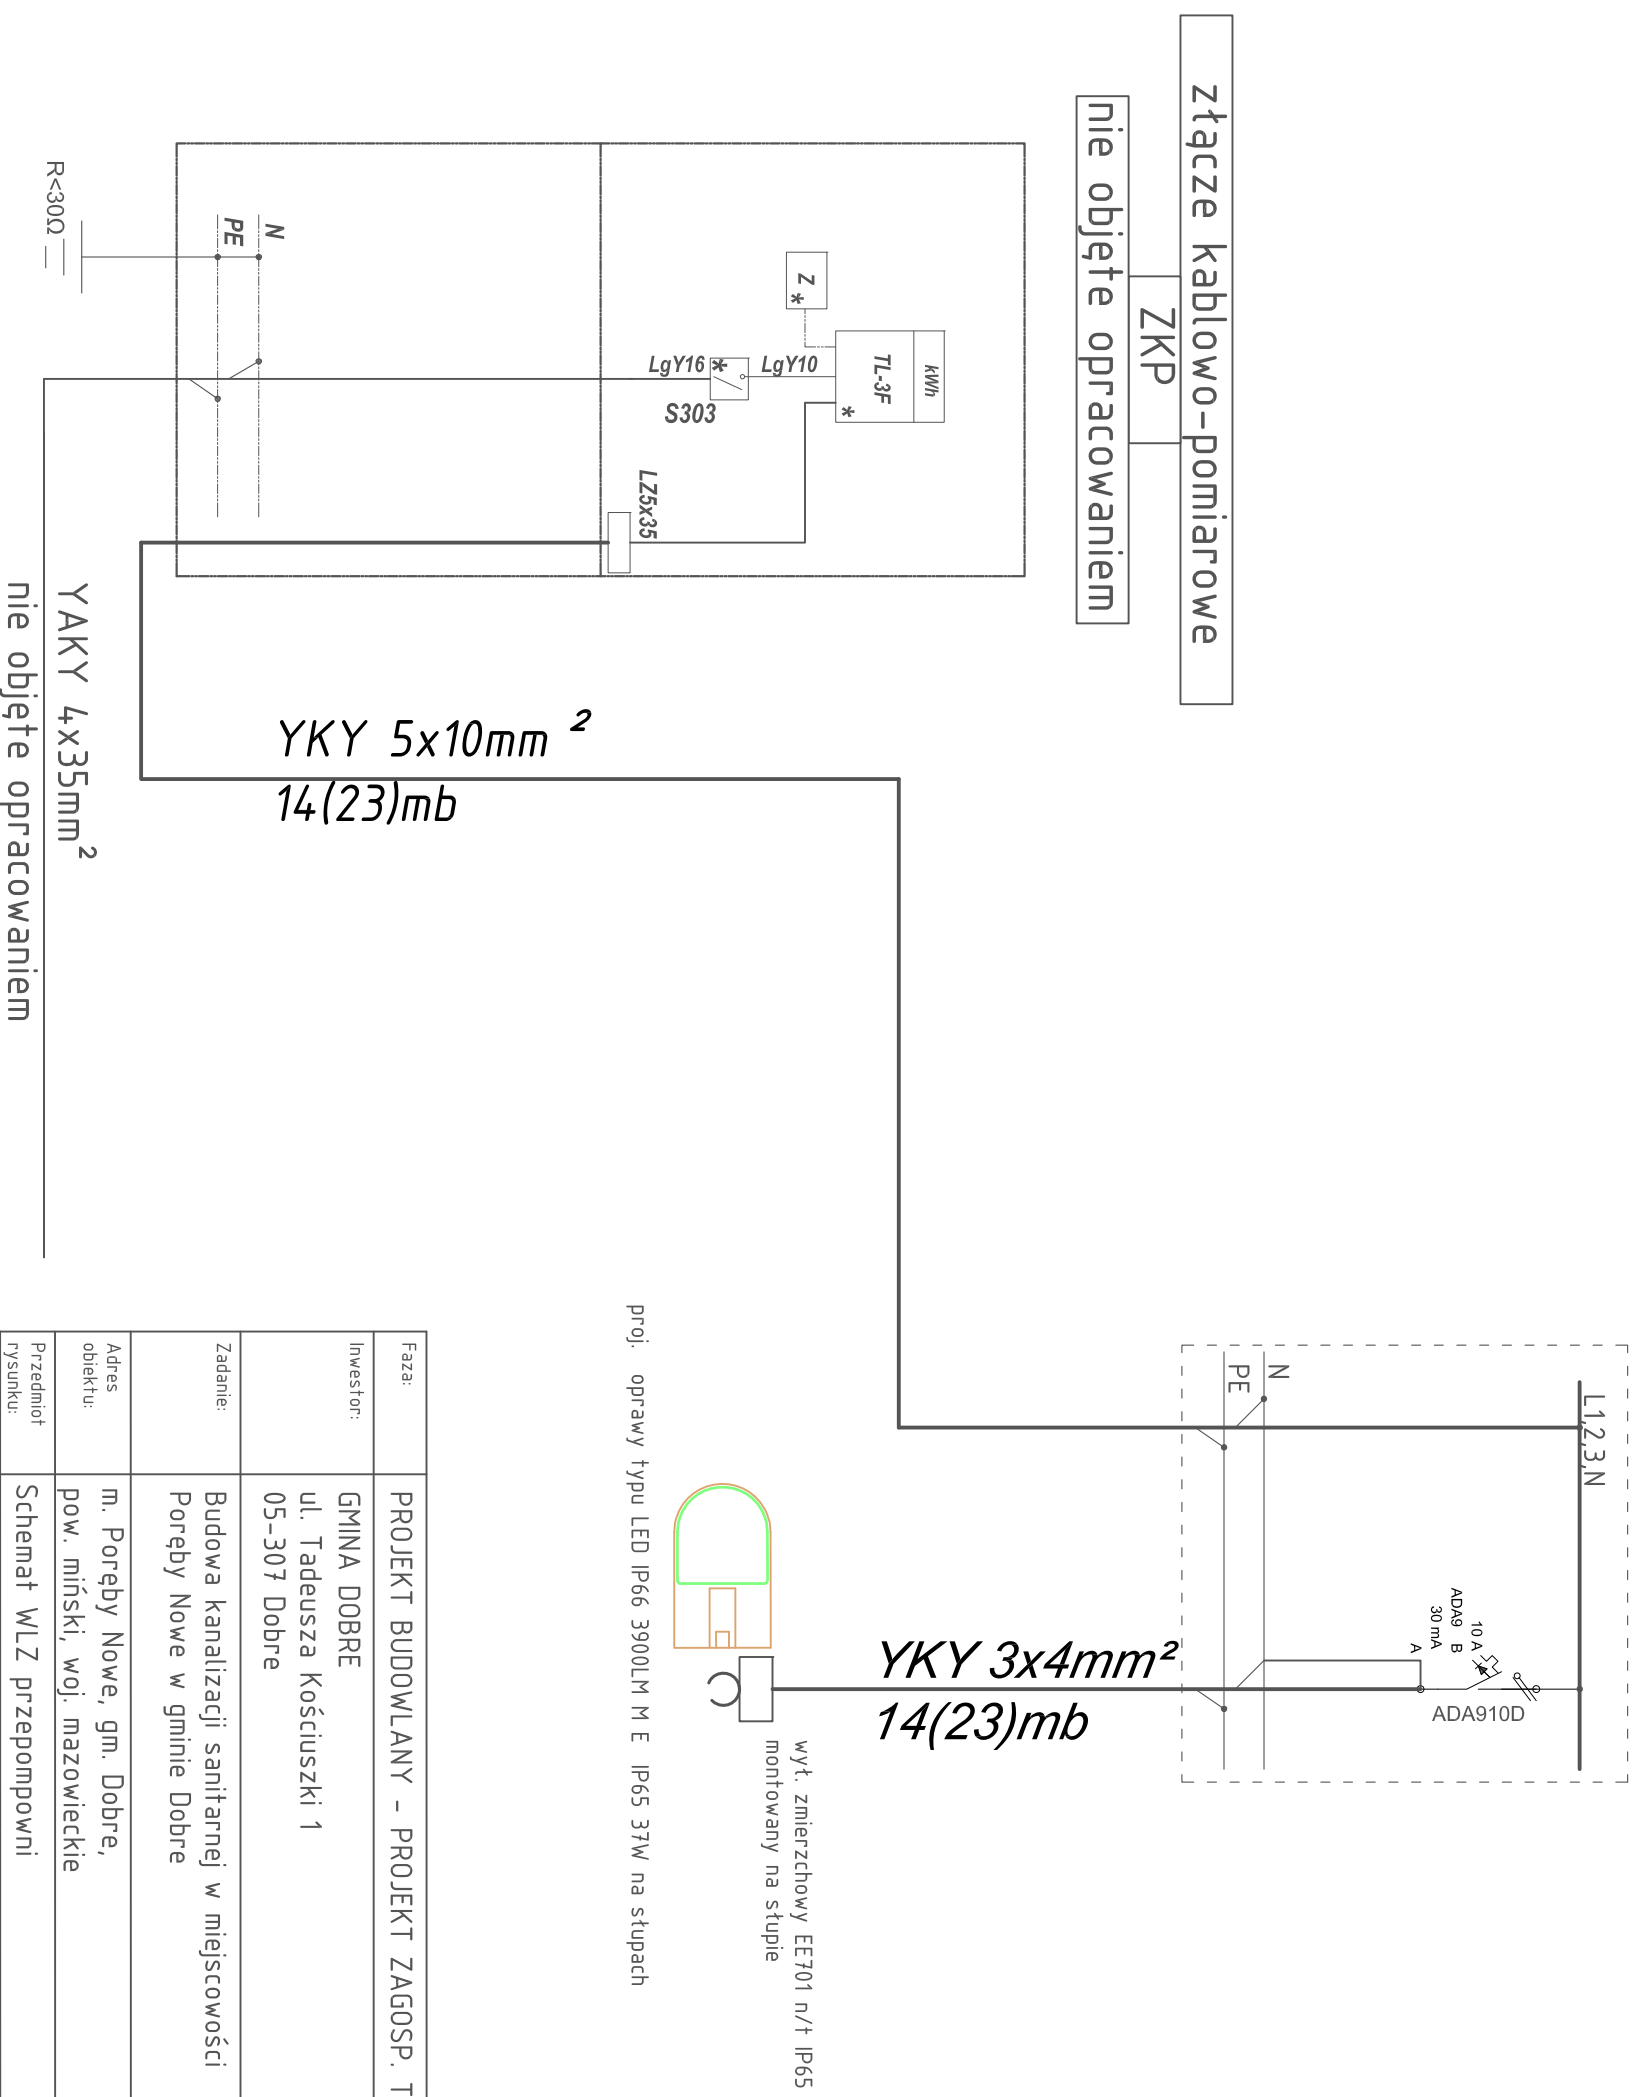 złącze kablowo-pomiarowe
ZKP
nie objęte opracowaniem
kWh
TL-3F
*
Z
*
LgY10
*
LgY16
S303
LZ5x35
N
PE
R<30Ω
YAKY 4x35mm²
nie objęte opracowaniem
YKY 5x10mm²
14(23)mb
L1,2,3,N
N
PE
10 A
ADA9 B
30 mA
A
ADA910D
YKY 3x4mm²
14(23)mb
wył. zmierzchowy EE701 n/t IP65
montowany na słupie
proj. oprawy typu LED IP66 3900LM M E IP65 37W na słupach
Faza:
PROJEKT BUDOWLANY - PROJEKT ZAGOSP. T
Inwestor:
GMINA DOBRE
ul. Tadeusza Kościuszki 1
05-307 Dobre
Zadanie:
Budowa kanalizacji sanitarnej w miejscowości
Poręby Nowe w gminie Dobre
Adres
obiektu:
m. Poręby Nowe, gm. Dobre,
pow. miński, woj. mazowieckie
Przedmiot
rysunku:
Schemat WLZ przepompowni